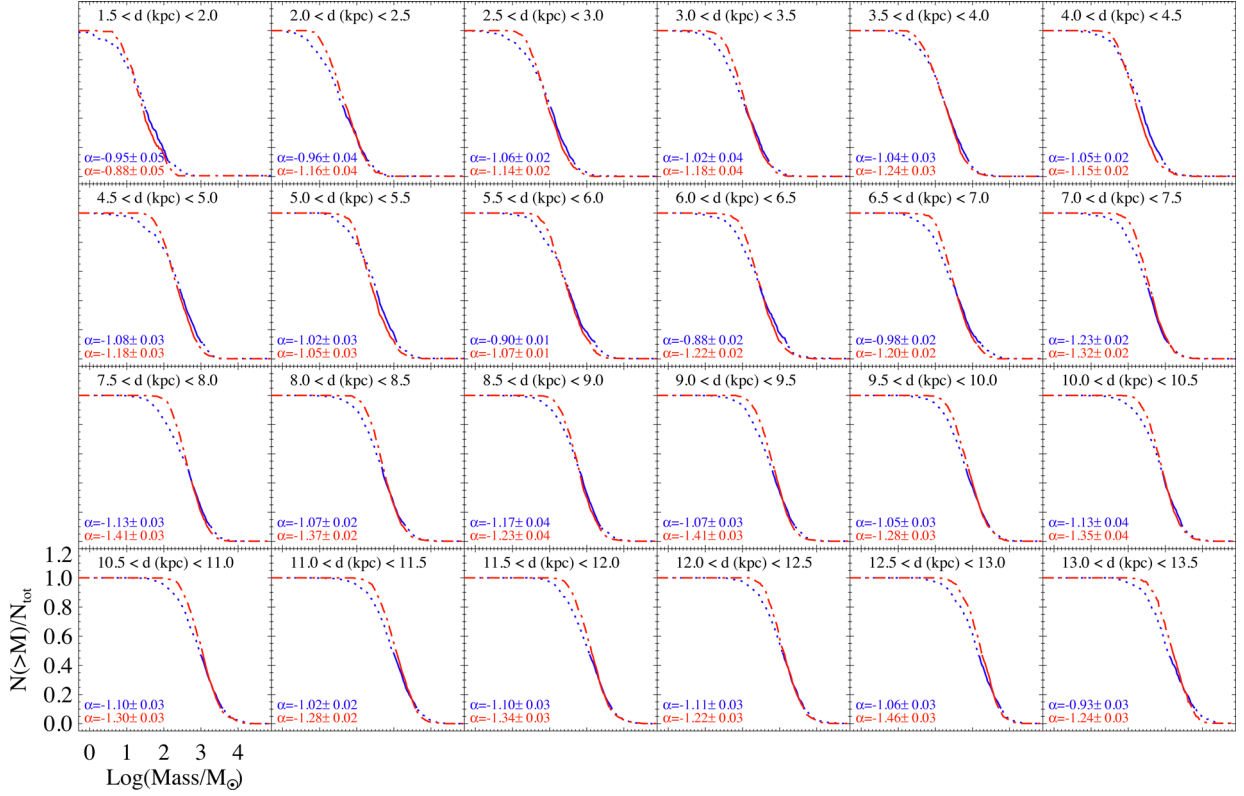 1.5 < d (kpc) < 2.0
α=-0.95± 0.05
α=-0.88± 0.05
2.0 < d (kpc) < 2.5
α=-0.96± 0.04
α=-1.16± 0.04
2.5 < d (kpc) < 3.0
α=-1.06± 0.02
α=-1.14± 0.02
3.0 < d (kpc) < 3.5
α=-1.02± 0.04
α=-1.18± 0.04
3.5 < d (kpc) < 4.0
α=-1.04± 0.03
α=-1.24± 0.03
4.0 < d (kpc) < 4.5
α=-1.05± 0.02
α=-1.15± 0.02
4.5 < d (kpc) < 5.0
α=-1.08± 0.03
α=-1.18± 0.03
5.0 < d (kpc) < 5.5
α=-1.02± 0.03
α=-1.05± 0.03
5.5 < d (kpc) < 6.0
α=-0.90± 0.01
α=-1.07± 0.01
6.0 < d (kpc) < 6.5
α=-0.88± 0.02
α=-1.22± 0.02
6.5 < d (kpc) < 7.0
α=-0.98± 0.02
α=-1.20± 0.02
7.0 < d (kpc) < 7.5
α=-1.23± 0.02
α=-1.32± 0.02
7.5 < d (kpc) < 8.0
α=-1.13± 0.03
α=-1.41± 0.03
8.0 < d (kpc) < 8.5
α=-1.07± 0.02
α=-1.37± 0.02
8.5 < d (kpc) < 9.0
α=-1.17± 0.04
α=-1.23± 0.04
9.0 < d (kpc) < 9.5
α=-1.07± 0.03
α=-1.41± 0.03
9.5 < d (kpc) < 10.0
α=-1.05± 0.03
α=-1.28± 0.03
10.0 < d (kpc) < 10.5
α=-1.13± 0.04
α=-1.35± 0.04
10.5 < d (kpc) < 11.0
α=-1.10± 0.03
α=-1.30± 0.03
11.0 < d (kpc) < 11.5
α=-1.02± 0.02
α=-1.28± 0.02
11.5 < d (kpc) < 12.0
α=-1.10± 0.03
α=-1.34± 0.03
12.0 < d (kpc) < 12.5
α=-1.11± 0.03
α=-1.22± 0.03
12.5 < d (kpc) < 13.0
α=-1.06± 0.03
α=-1.46± 0.03
13.0 < d (kpc) < 13.5
α=-0.93± 0.03
α=-1.24± 0.03
N(>M)/N_tot
1.2
1.0
0.8
0.6
0.4
0.2
0.0
0 1 2 3 4
Log(Mass/M_⊙)